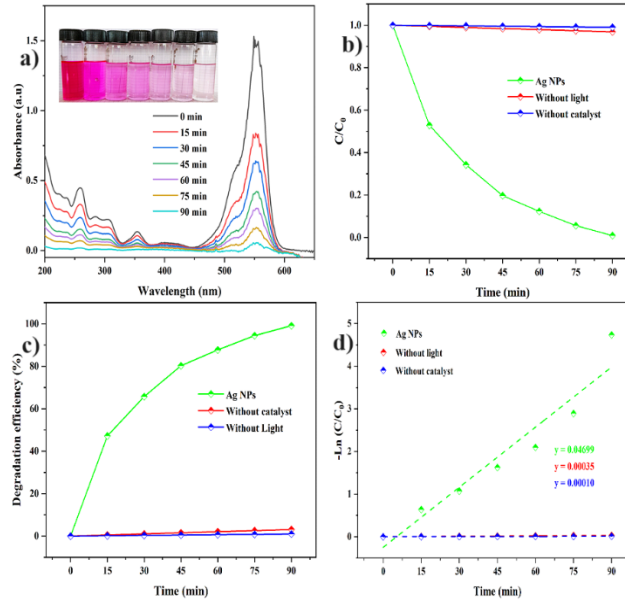 a)
Absorbance (a.u)
1.5
1.0
0.5
0.0
0 min
15 min
30 min
45 min
60 min
75 min
90 min
200
300
400
500
600
Wavelength (nm)
b)
C/C₀
1.0
0.8
0.6
0.4
0.2
0.0
Ag NPs
Without light
Without catalyst
0
15
30
45
60
75
90
Time (min)
c)
Degradation efficiency (%)
100
80
60
40
20
0
Ag NPs
Without catalyst
Without Light
0
15
30
45
60
75
90
Time (min)
d)
-Ln (C/C₀)
5
4
3
2
1
0
Ag NPs
Without light
Without catalyst
y = 0.04699
y = 0.00035
y = 0.00010
0
15
30
45
60
75
90
Time (min)